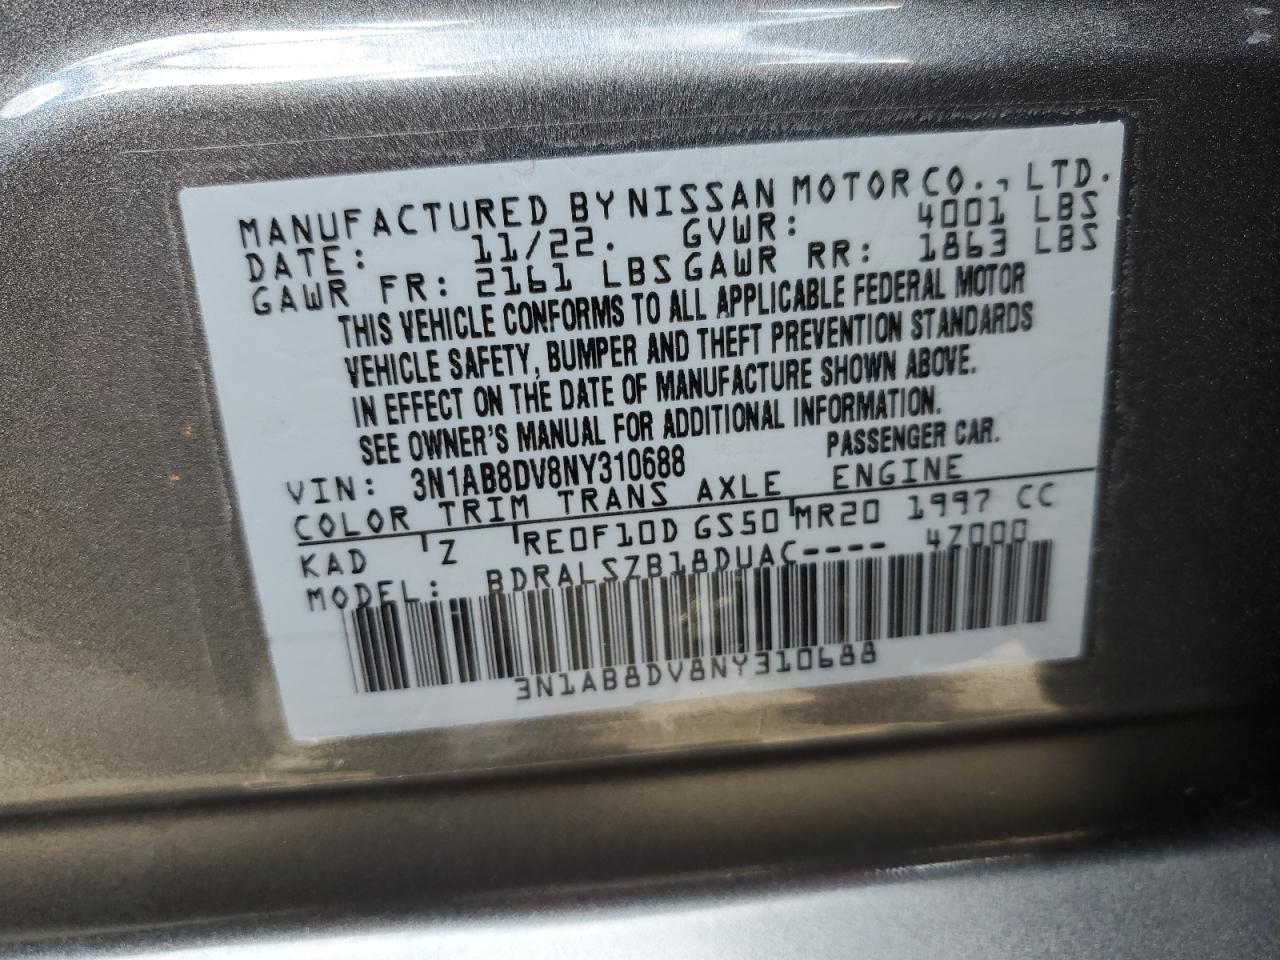 MANUFACTURED BY NISSAN MOTOR CO., LTD.
DATE: 11/22. GVWR: 4001 LBS
GAWR FR: 2161 LBS GAWR RR: 1863 LBS
THIS VEHICLE CONFORMS TO ALL APPLICABLE FEDERAL MOTOR
VEHICLE SAFETY, BUMPER AND THEFT PREVENTION STANDARDS
IN EFFECT ON THE DATE OF MANUFACTURE SHOWN ABOVE.
SEE OWNER'S MANUAL FOR ADDITIONAL INFORMATION.
VIN: 3N1AB8DV8NY310688 PASSENGER CAR.
COLOR TRIM TRANS AXLE ENGINE
KAD Z RE0F10D GS50 MR20 1997 CC
MODEL: BDRALSZB18DUAC---- 4Z000
3N1AB8DV8NY310688